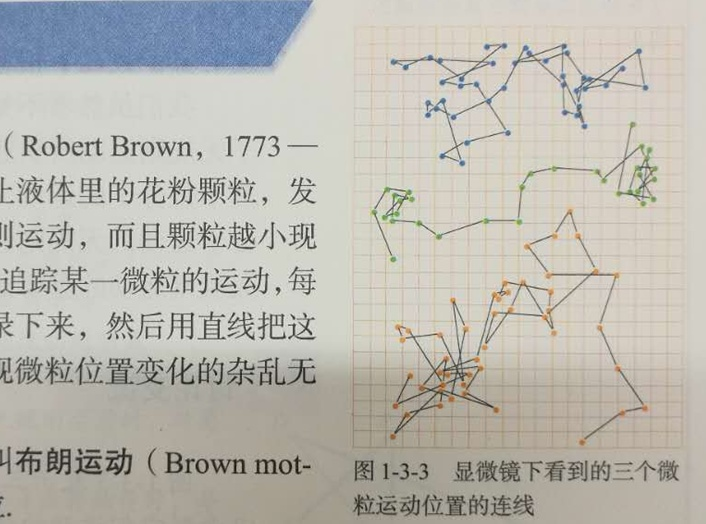 （Robert Brown，1773—
上液体里的花粉颗粒，发
则运动，而且颗粒越小现
追踪某一微粒的运动，每
录下来，然后用直线把这
现微粒位置变化的杂乱无
叫布朗运动（Brown mot-
图 1-3-3　显微镜下看到的三个微
粒运动位置的连线